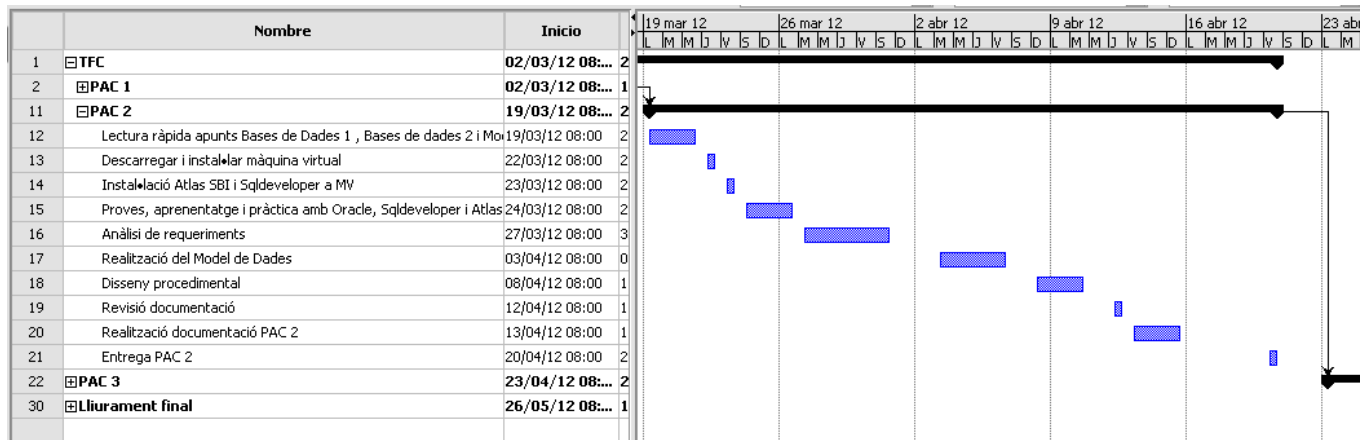 Nombre Inicio 19 mar 12 26 mar 12 2 abr 12 9 abr 12 16 abr 12 23 abr
L M M J V S D L M M J V S D L M M J V S D L M M J V S D L M M J V S D L M
1 TFC 02/03/12 08:... 2
2 PAC 1 02/03/12 08:... 1
11 PAC 2 19/03/12 08:... 2
12 Lectura ràpida apunts Bases de Dades 1 , Bases de dades 2 i Mo 19/03/12 08:00 2
13 Descarregar i instal•lar màquina virtual 22/03/12 08:00 2
14 Instal•lació Atlas SBI i Sqldeveloper a MV 23/03/12 08:00 2
15 Proves, aprenentatge i pràctica amb Oracle, Sqldeveloper i Atlas 24/03/12 08:00 2
16 Anàlisi de requeriments 27/03/12 08:00 3
17 Realització del Model de Dades 03/04/12 08:00 0
18 Disseny procedimental 08/04/12 08:00 1
19 Revisió documentació 12/04/12 08:00 1
20 Realització documentació PAC 2 13/04/12 08:00 1
21 Entrega PAC 2 20/04/12 08:00 2
22 PAC 3 23/04/12 08:... 2
30 Lliurament final 26/05/12 08:... 1